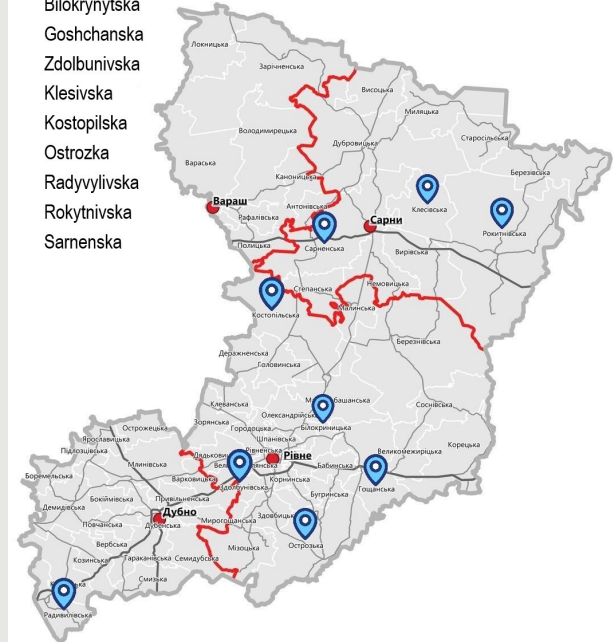 Bilokrynytska
Goshchanska
Zdolbunivska
Klesivska
Kostopilska
Ostrozka
Radyvylivska
Rokytnivska
Sarnenska
Локницька
Зарічненська
Висоцька
Миляцька
Володимирецька
Старосільська
Дубровицька
Вараська
Березівська
Каноницька
Вараш
Антонівська
Клесівська
Рафалівська
Сарни
Рокитнівська
Полицька
Сарненська
Вирівська
Степанська
Немовицька
Малинська
Костопільська
Березнівська
Деражненська
Головинська
Клеванська
Соснівська
Олександрійська
Зорянська
Городоцька
Білокриницька
Острожецька
Шпанівська
Ярославицька
Корецька
Підлозцівська
Рівне
Великомежиріцька
Млинівська
Бабинська
Боремельська
Варковицька
Корнинська
Здолбунівська
Гощанська
Бокіймівська
Привільненська
Бугринська
Демидівська
Дубно
Мирогощанська
Повчанська
Дубенська
Вербська
Мізоцька
Острозька
Козинська
Тараканівська
Семидубська
Смизька
Радивилівська